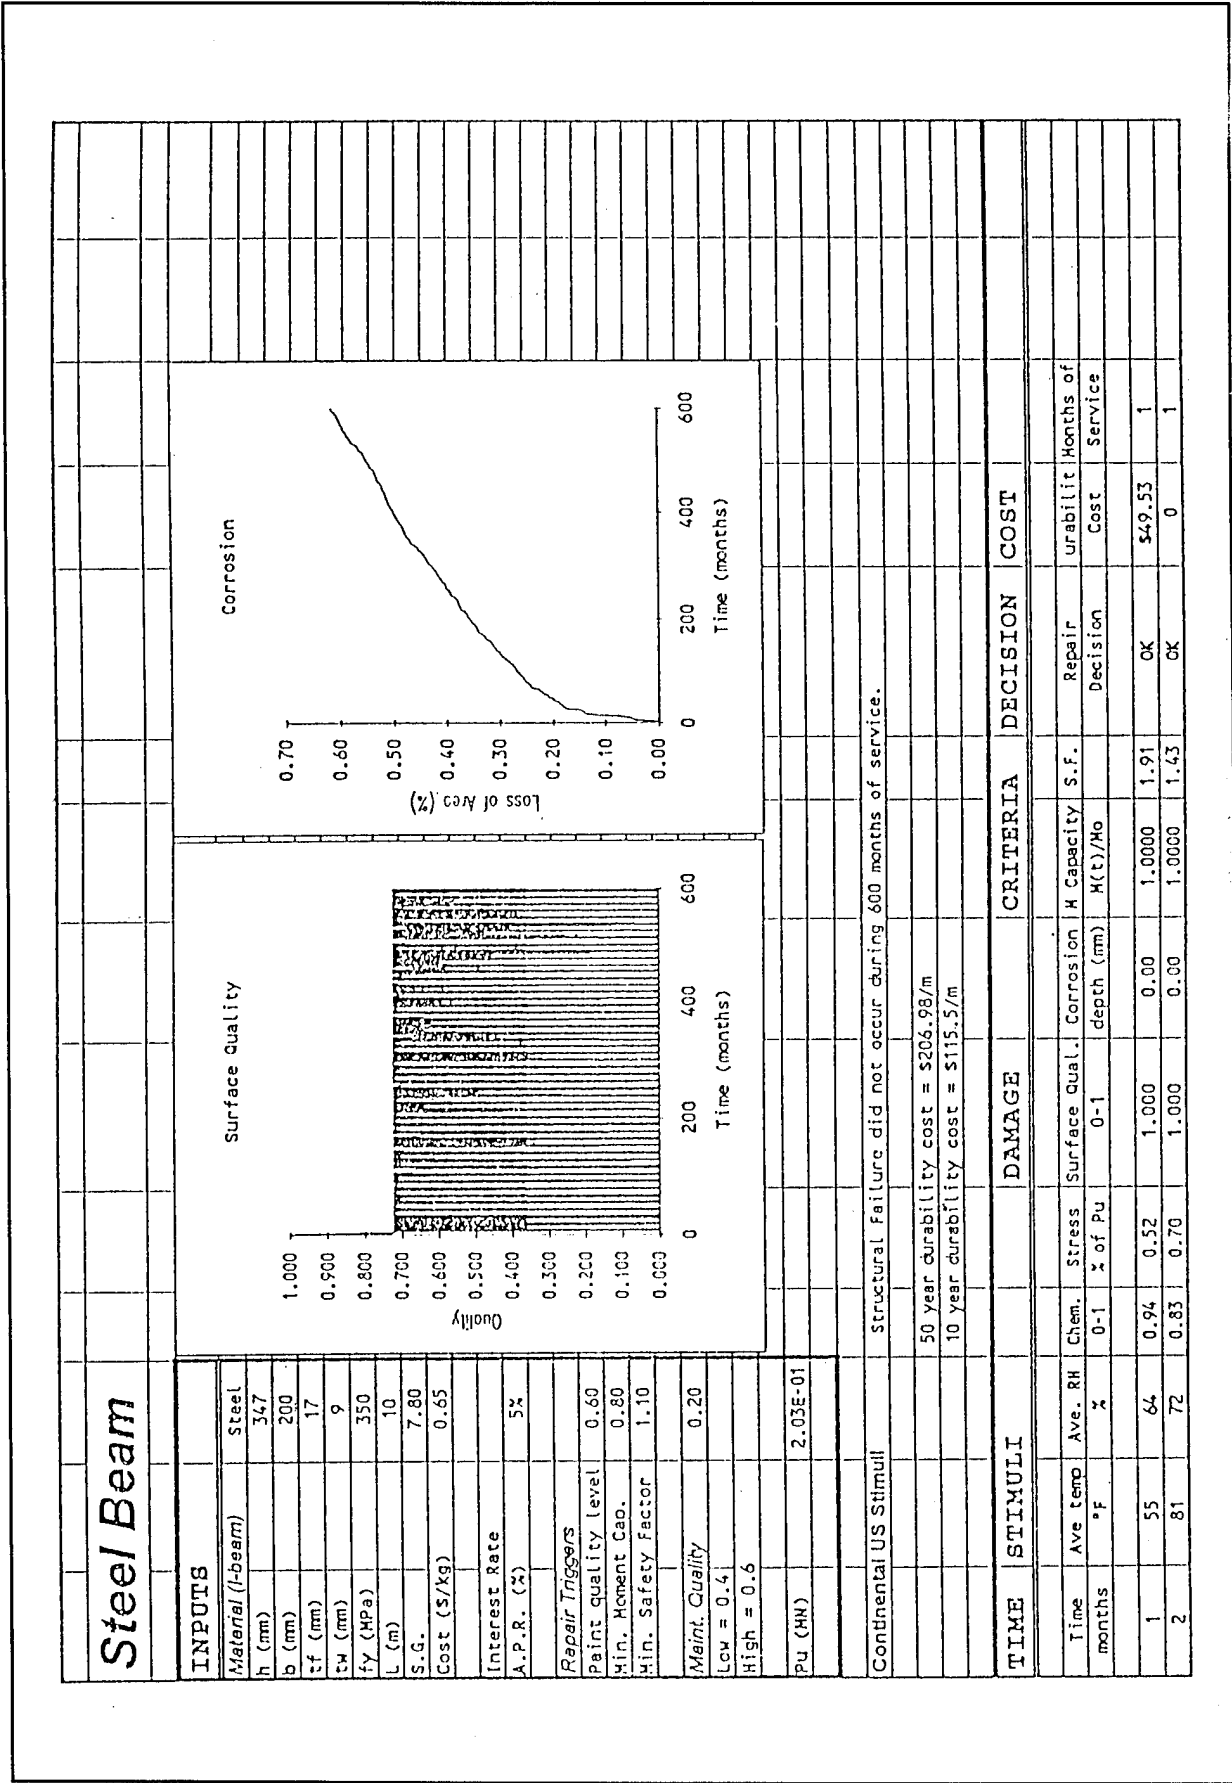 Steel Beam
INPUTS
Material (I-beam) Steel
h (mm) 347
b (mm) 200
tf (mm) 17
tw (mm) 9
fy (MPa) 350
L (m) 10
S.G. 7.80
Cost ($/kg) 0.65
Interest Rate
A.P.R. (%) 5%
Rapair Triggers
Paint quality level 0.60
Min. Moment Cap. 0.80
Min. Safety Factor 1.10
Maint. Quality 0.20
Low = 0.4
High = 0.6
Pu (MN) 2.03E-01
Surface Quality
Quality
1.000
0.900
0.800
0.700
0.600
0.500
0.400
0.300
0.200
0.100
0.000
0 200 400 600
Time (months)
Corrosion
Loss of Area (%)
0.70
0.60
0.50
0.40
0.30
0.20
0.10
0.00
0 200 400 600
Time (months)
Continental US Stimuli Structural Failure did not occur during 600 months of service.
50 year durability cost = $206.98/m
10 year durability cost = $115.5/m
TIME STIMULI DAMAGE CRITERIA DECISION COST
Time Ave temp Ave. RH Chem. Stress Surface Qual. Corrosion M Capacity S.F. Repair urabilit Months of
months °F % 0-1 % of Pu 0-1 depth (mm) M(t)/Mo Decision Cost Service
1 55 64 0.94 0.52 1.000 0.00 1.0000 1.91 OK $49.53 1
2 81 72 0.83 0.70 1.000 0.00 1.0000 1.43 OK 0 1